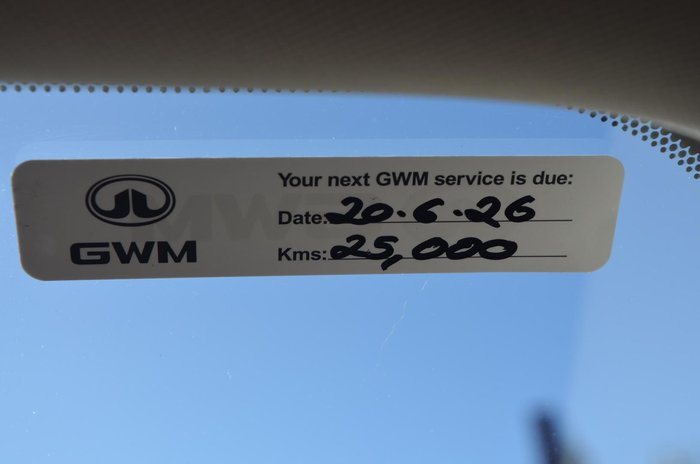 Your next GWM service is due:
Date: 20.6.26
GWM
Kms: 25,000